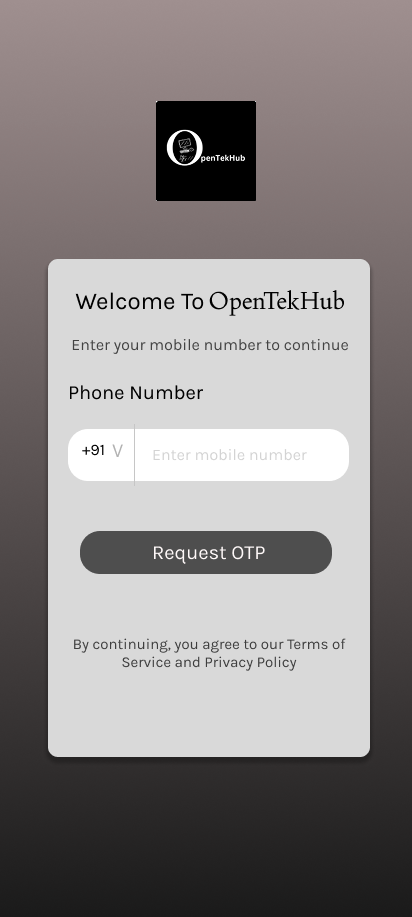 OpenTekHub
Welcome To OpenTekHub
Enter your mobile number to continue
Phone Number
+91 V Enter mobile number
Request OTP
By continuing, you agree to our Terms of
Service and Privacy Policy